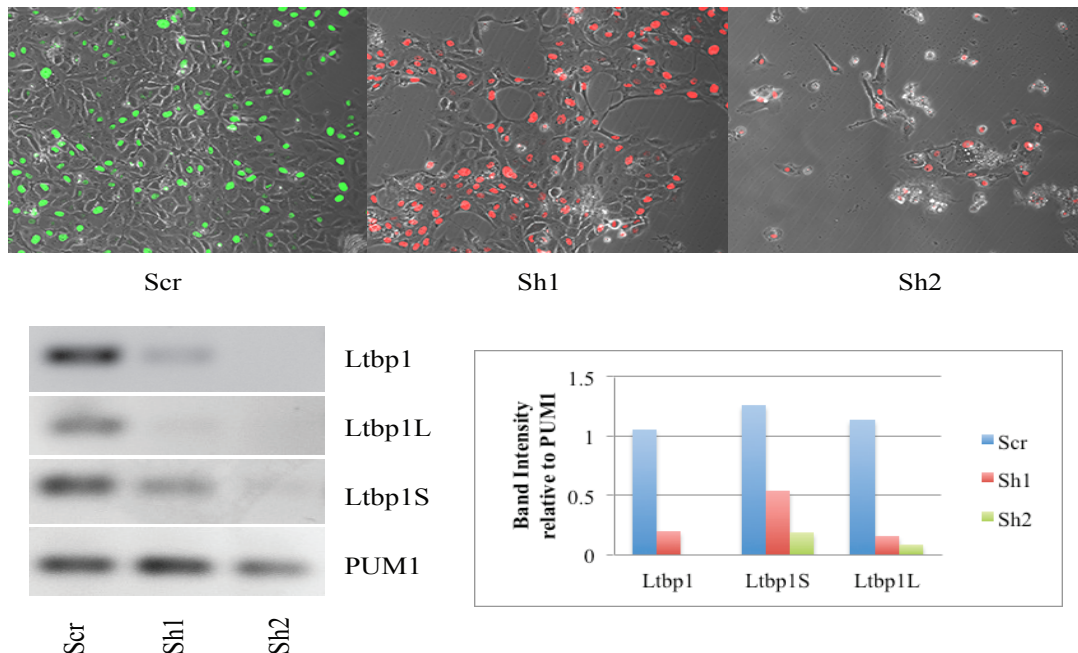 Scr
Sh1
Sh2
Ltbp1
Ltbp1L
Ltbp1S
PUM1
Scr
Sh1
Sh2
Band Intensity
relative to PUM1
1.5
1
0.5
0
Ltbp1
Ltbp1S
Ltbp1L
Scr
Sh1
Sh2